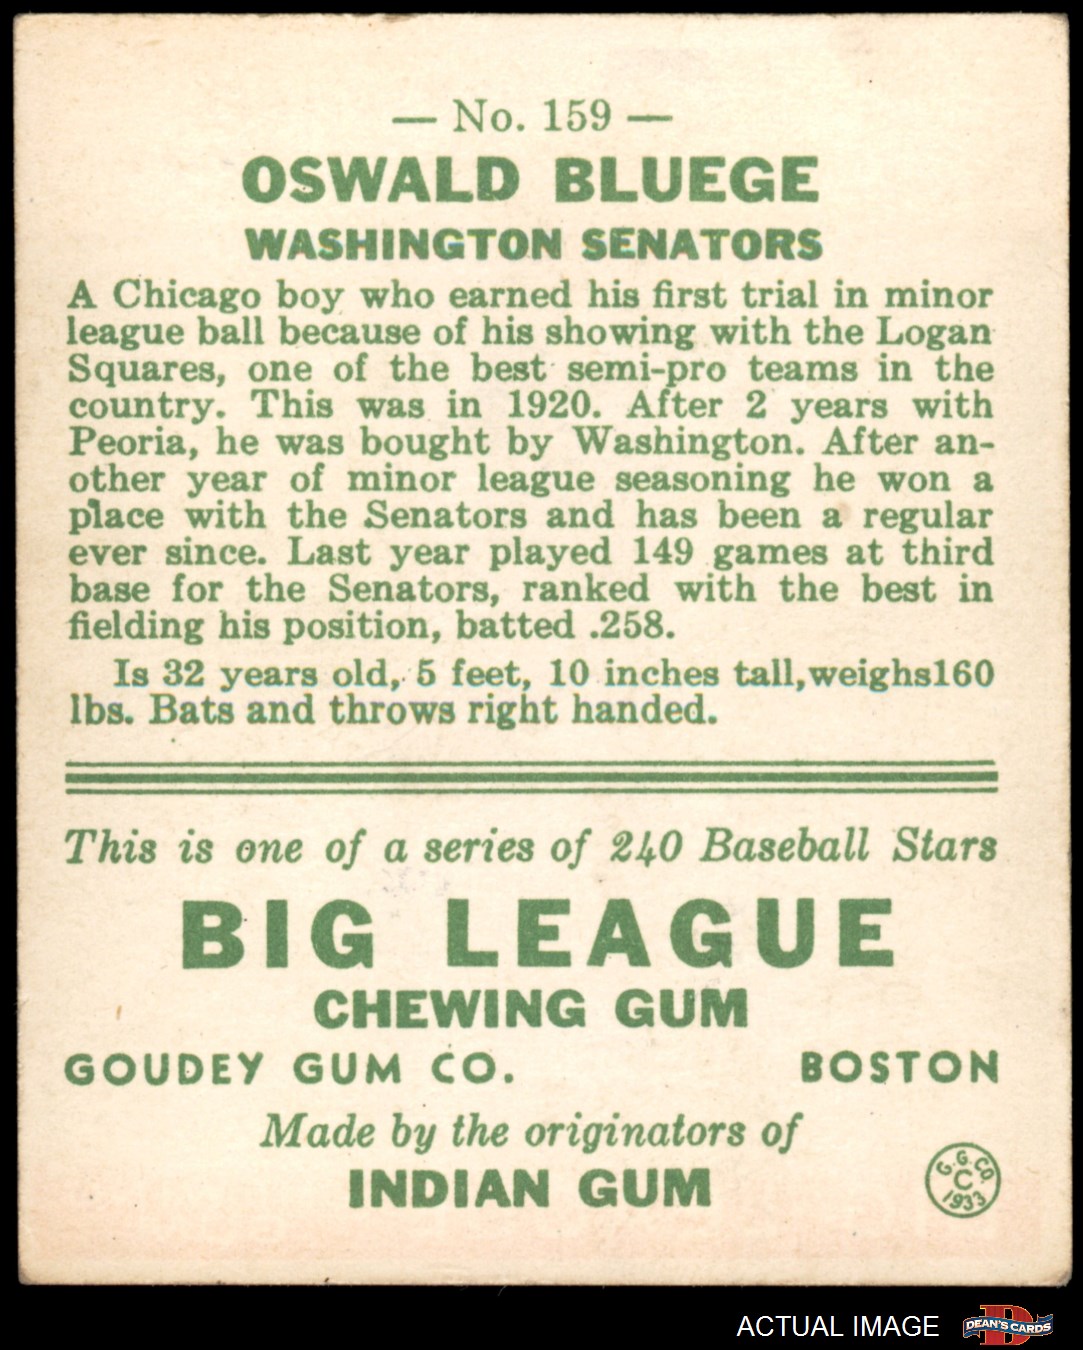 — No. 159 —
OSWALD BLUEGE
WASHINGTON SENATORS
A Chicago boy who earned his first trial in minor
league ball because of his showing with the Logan
Squares, one of the best semi-pro teams in the
country. This was in 1920. After 2 years with
Peoria, he was bought by Washington. After an-
other year of minor league seasoning he won a
place with the Senators and has been a regular
ever since. Last year played 149 games at third
base for the Senators, ranked with the best in
fielding his position, batted .258.
Is 32 years old, 5 feet, 10 inches tall,weighs160
lbs. Bats and throws right handed.
This is one of a series of 240 Baseball Stars
BIG LEAGUE
CHEWING GUM
GOUDEY GUM CO. BOSTON
Made by the originators of
INDIAN GUM
G. G. CO.
C
1933
ACTUAL IMAGE
D
DEAN'S CARDS